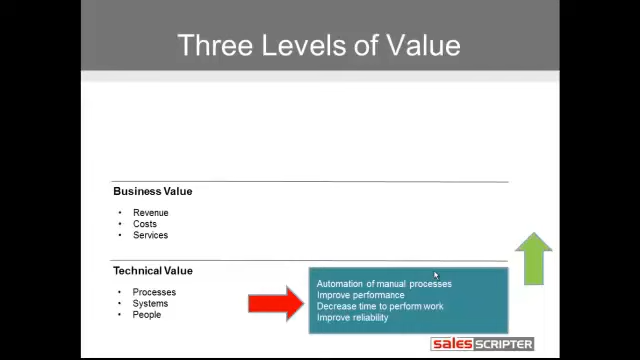 Three Levels of Value
Business Value
• Revenue
• Costs
• Services
Technical Value
• Processes
• Systems
• People
Automation of manual processes
Improve performance
Decrease time to perform work
Improve reliability
salesSCRIPTER